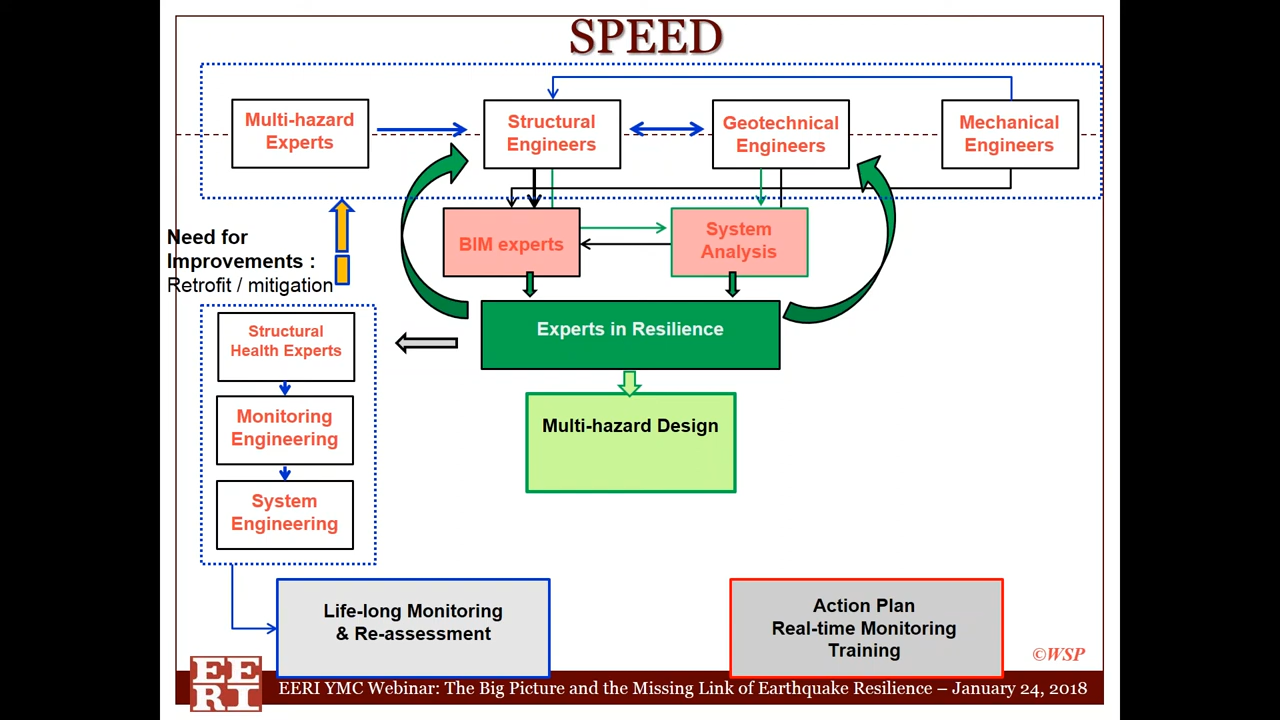 SPEED
Multi-hazard
Experts
Structural
Engineers
Geotechnical
Engineers
Mechanical
Engineers
Need for
Improvements :
Retrofit / mitigation
BIM experts
System
Analysis
Experts in Resilience
Structural
Health Experts
Monitoring
Engineering
System
Engineering
Multi-hazard Design
Life-long Monitoring
& Re-assessment
Action Plan
Real-time Monitoring
Training
©WSP
EE
RI
EERI YMC Webinar: The Big Picture and the Missing Link of Earthquake Resilience – January 24, 2018